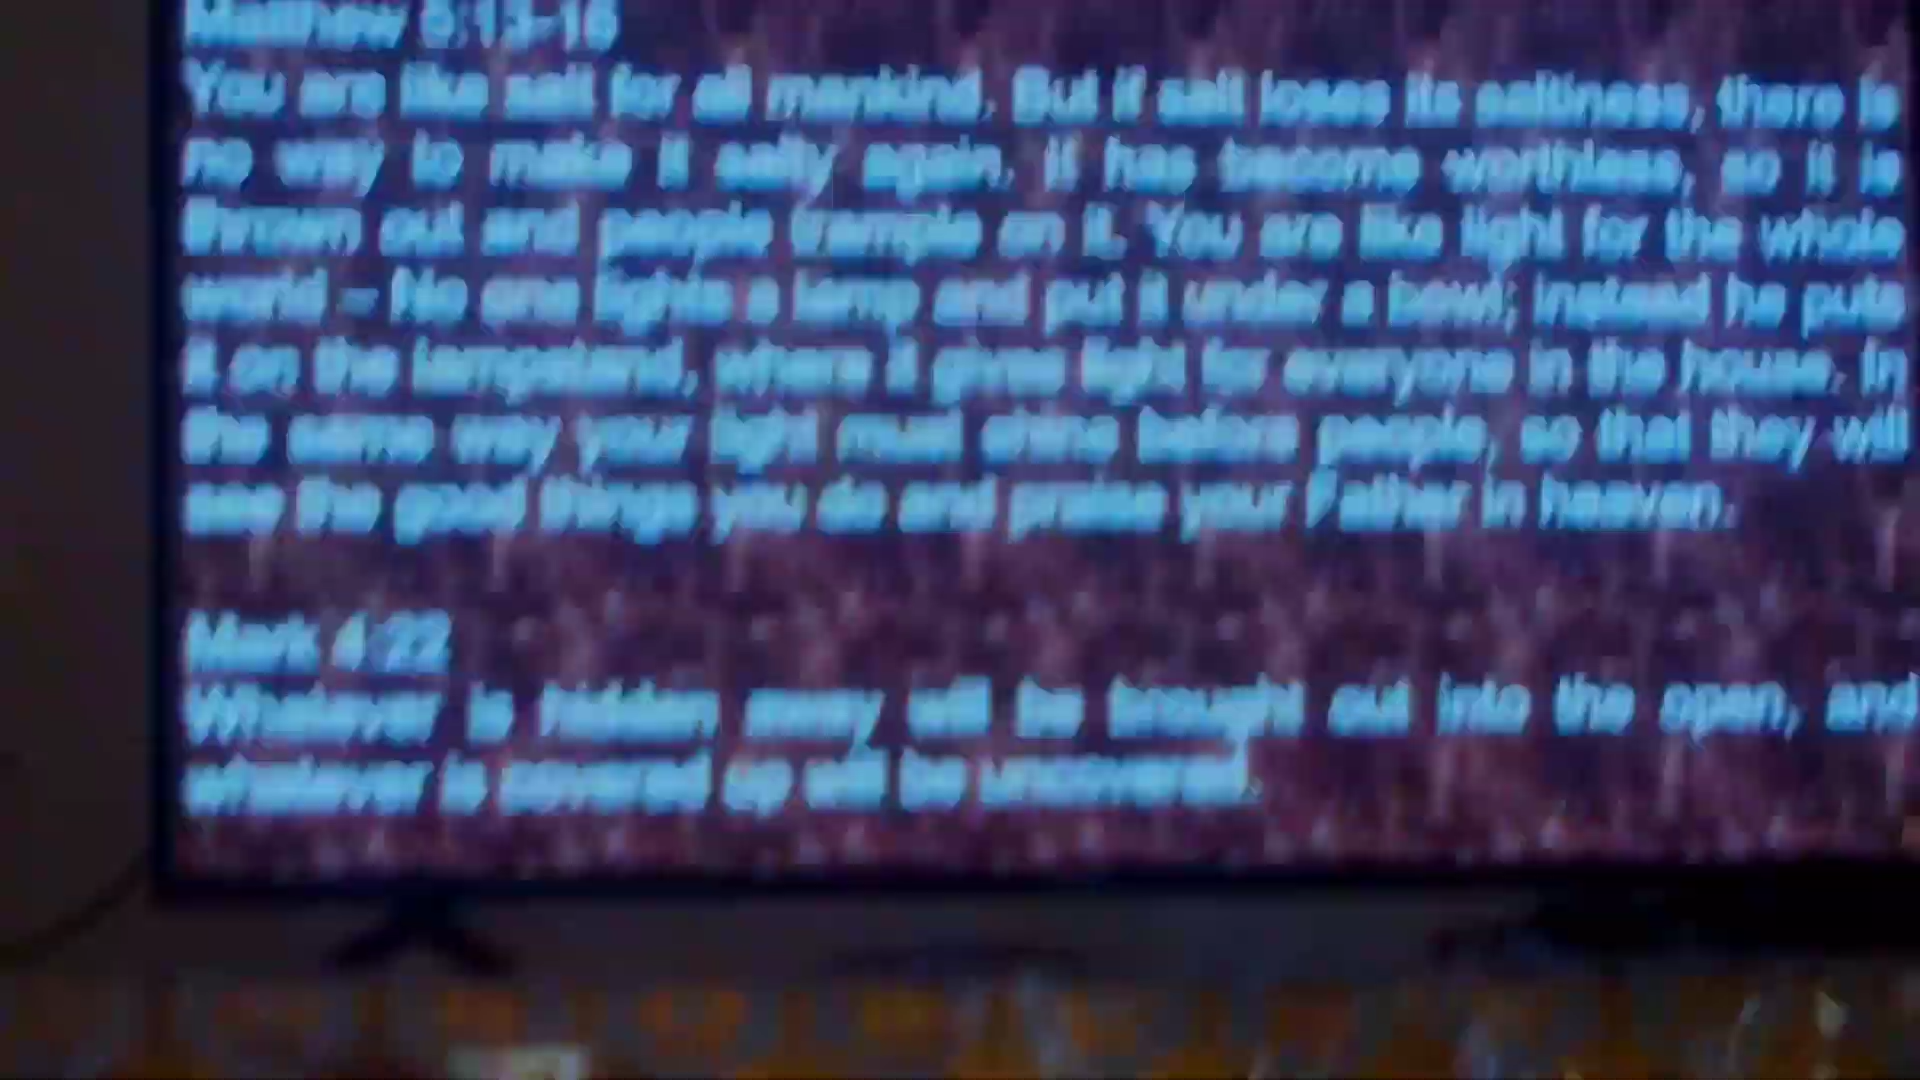 Matthew 5:13-16
You are like salt for all mankind. But if salt loses its saltiness, there is
no way to make it salty again. it has become worthless, so it is
thrown out and people trample on it. You are like light for the whole
world – No one lights a lamp and put it under a bowl; instead he puts
it on the lampstand, where it gives light for everyone in the house. In
the same way your light must shine before people, so that they will
see the good things you do and praise your Father in heaven.
Mark 4:22
Whatever is hidden away will be brought out into the open, and
whatever is covered up will be uncovered.